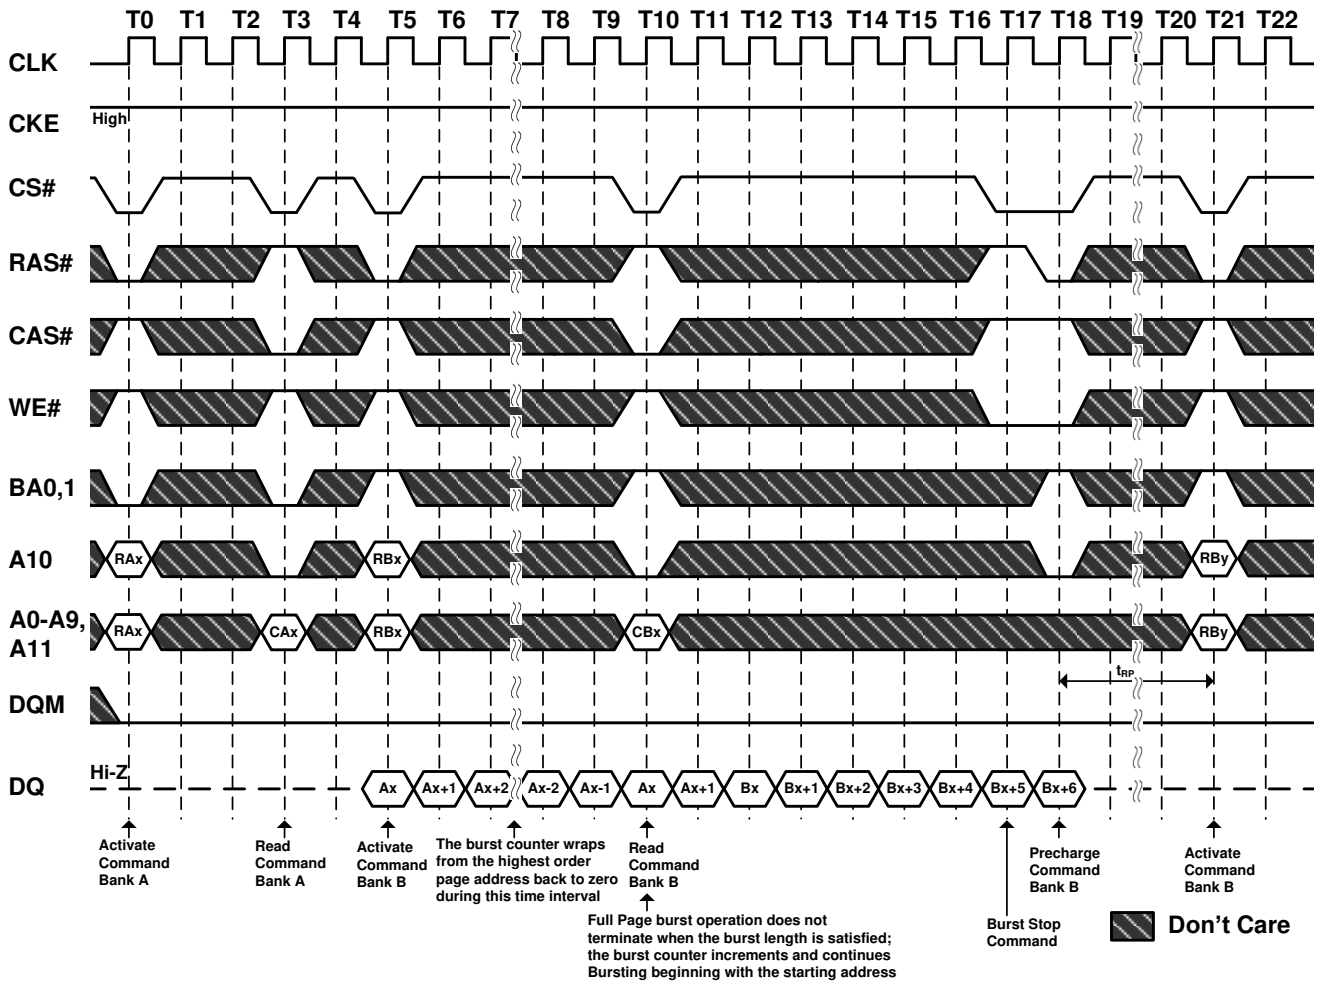 T0 T1 T2 T3 T4 T5 T6 T7 T8 T9 T10 T11 T12 T13 T14 T15 T16 T17 T18 T19 T20 T21 T22
CLK
CKE High
CS#
RAS#
CAS#
WE#
BA0,1
A10 RAx RBx RBy
A0-A9,
A11 RAx CAx RBx CBx RBy
tRP
DQM
DQ Hi-Z Ax Ax+1 Ax+2 Ax-2 Ax-1 Ax Ax+1 Bx Bx+1 Bx+2 Bx+3 Bx+4 Bx+5 Bx+6
Activate
Command
Bank A
Read
Command
Bank A
Activate
Command
Bank B
The burst counter wraps
from the highest order
page address back to zero
during this time interval
Read
Command
Bank B
Full Page burst operation does not
terminate when the burst length is satisfied;
the burst counter increments and continues
Bursting beginning with the starting address
Burst Stop
Command
Precharge
Command
Bank B
Activate
Command
Bank B
Don't Care